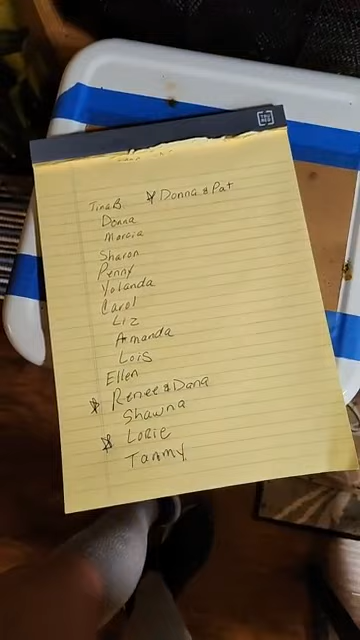 Tina B $ Donna & Pat
Donna
Marcia
Sharon
Penny
Yolanda
Carol
Liz
Amanda
Lois
Ellen
$ Renee & Dana
Shawna
$ Lorie
Tammy